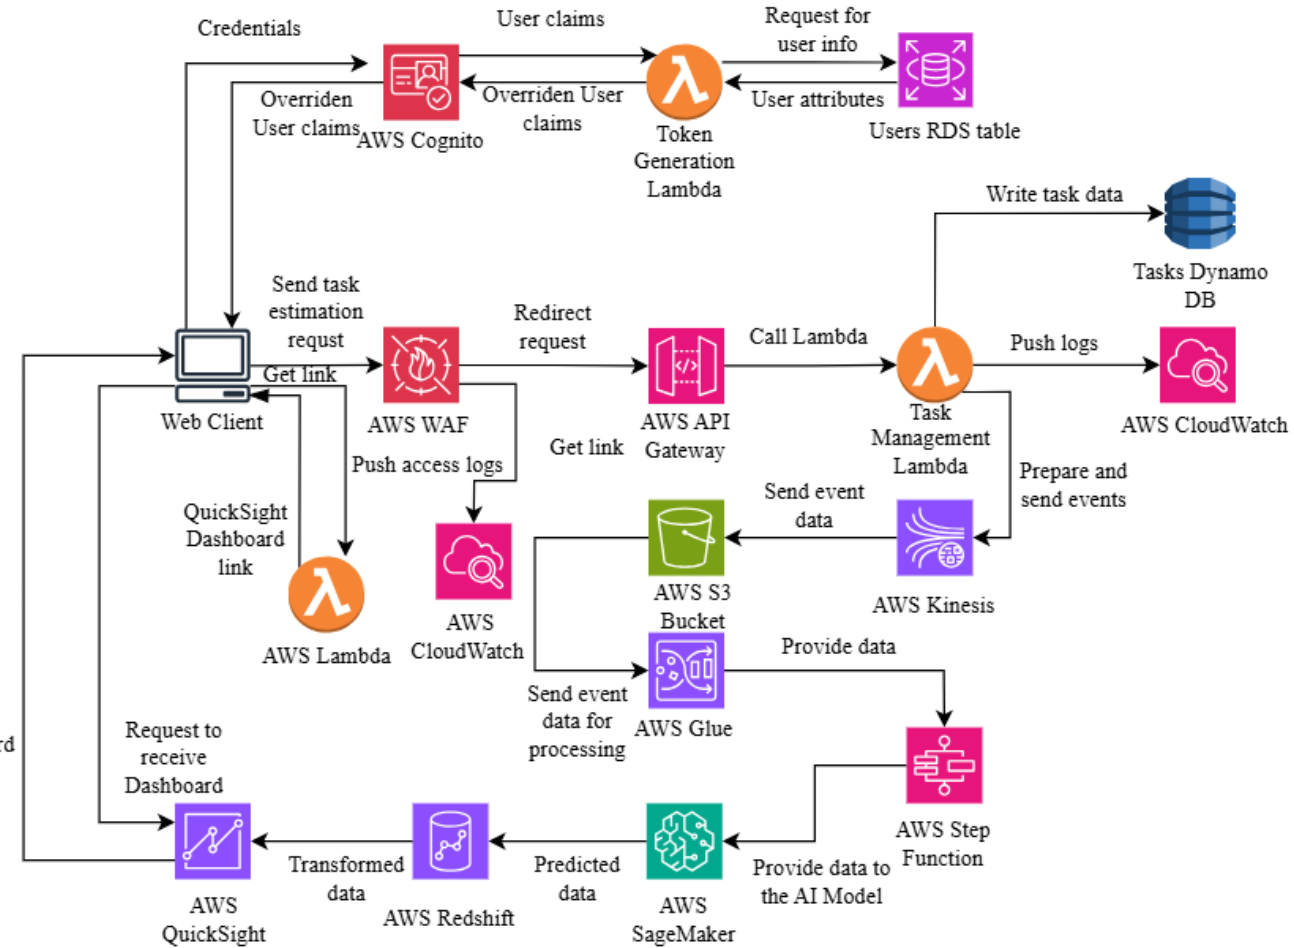 Credentials
User claims
Request for
user info
Overriden
User claims
AWS Cognito
Overriden User
claims
Token
Generation
Lambda
User attributes
Users RDS table
Write task data
Tasks Dynamo
DB
Send task
estimation
requst
Redirect
request
Call Lambda
Push logs
Get link
Web Client
AWS WAF
AWS API
Gateway
Task
Management
Lambda
AWS CloudWatch
Push access logs
Get link
Prepare and
send events
QuickSight
Dashboard
link
Send event
data
AWS S3
Bucket
AWS Kinesis
AWS Lambda
AWS
CloudWatch
Provide data
Send event
data for
processing
AWS Glue
rd
Request to
receive
Dashboard
AWS Step
Function
Transformed
data
Predicted
data
Provide data to
the AI Model
AWS
QuickSight
AWS Redshift
AWS
SageMaker